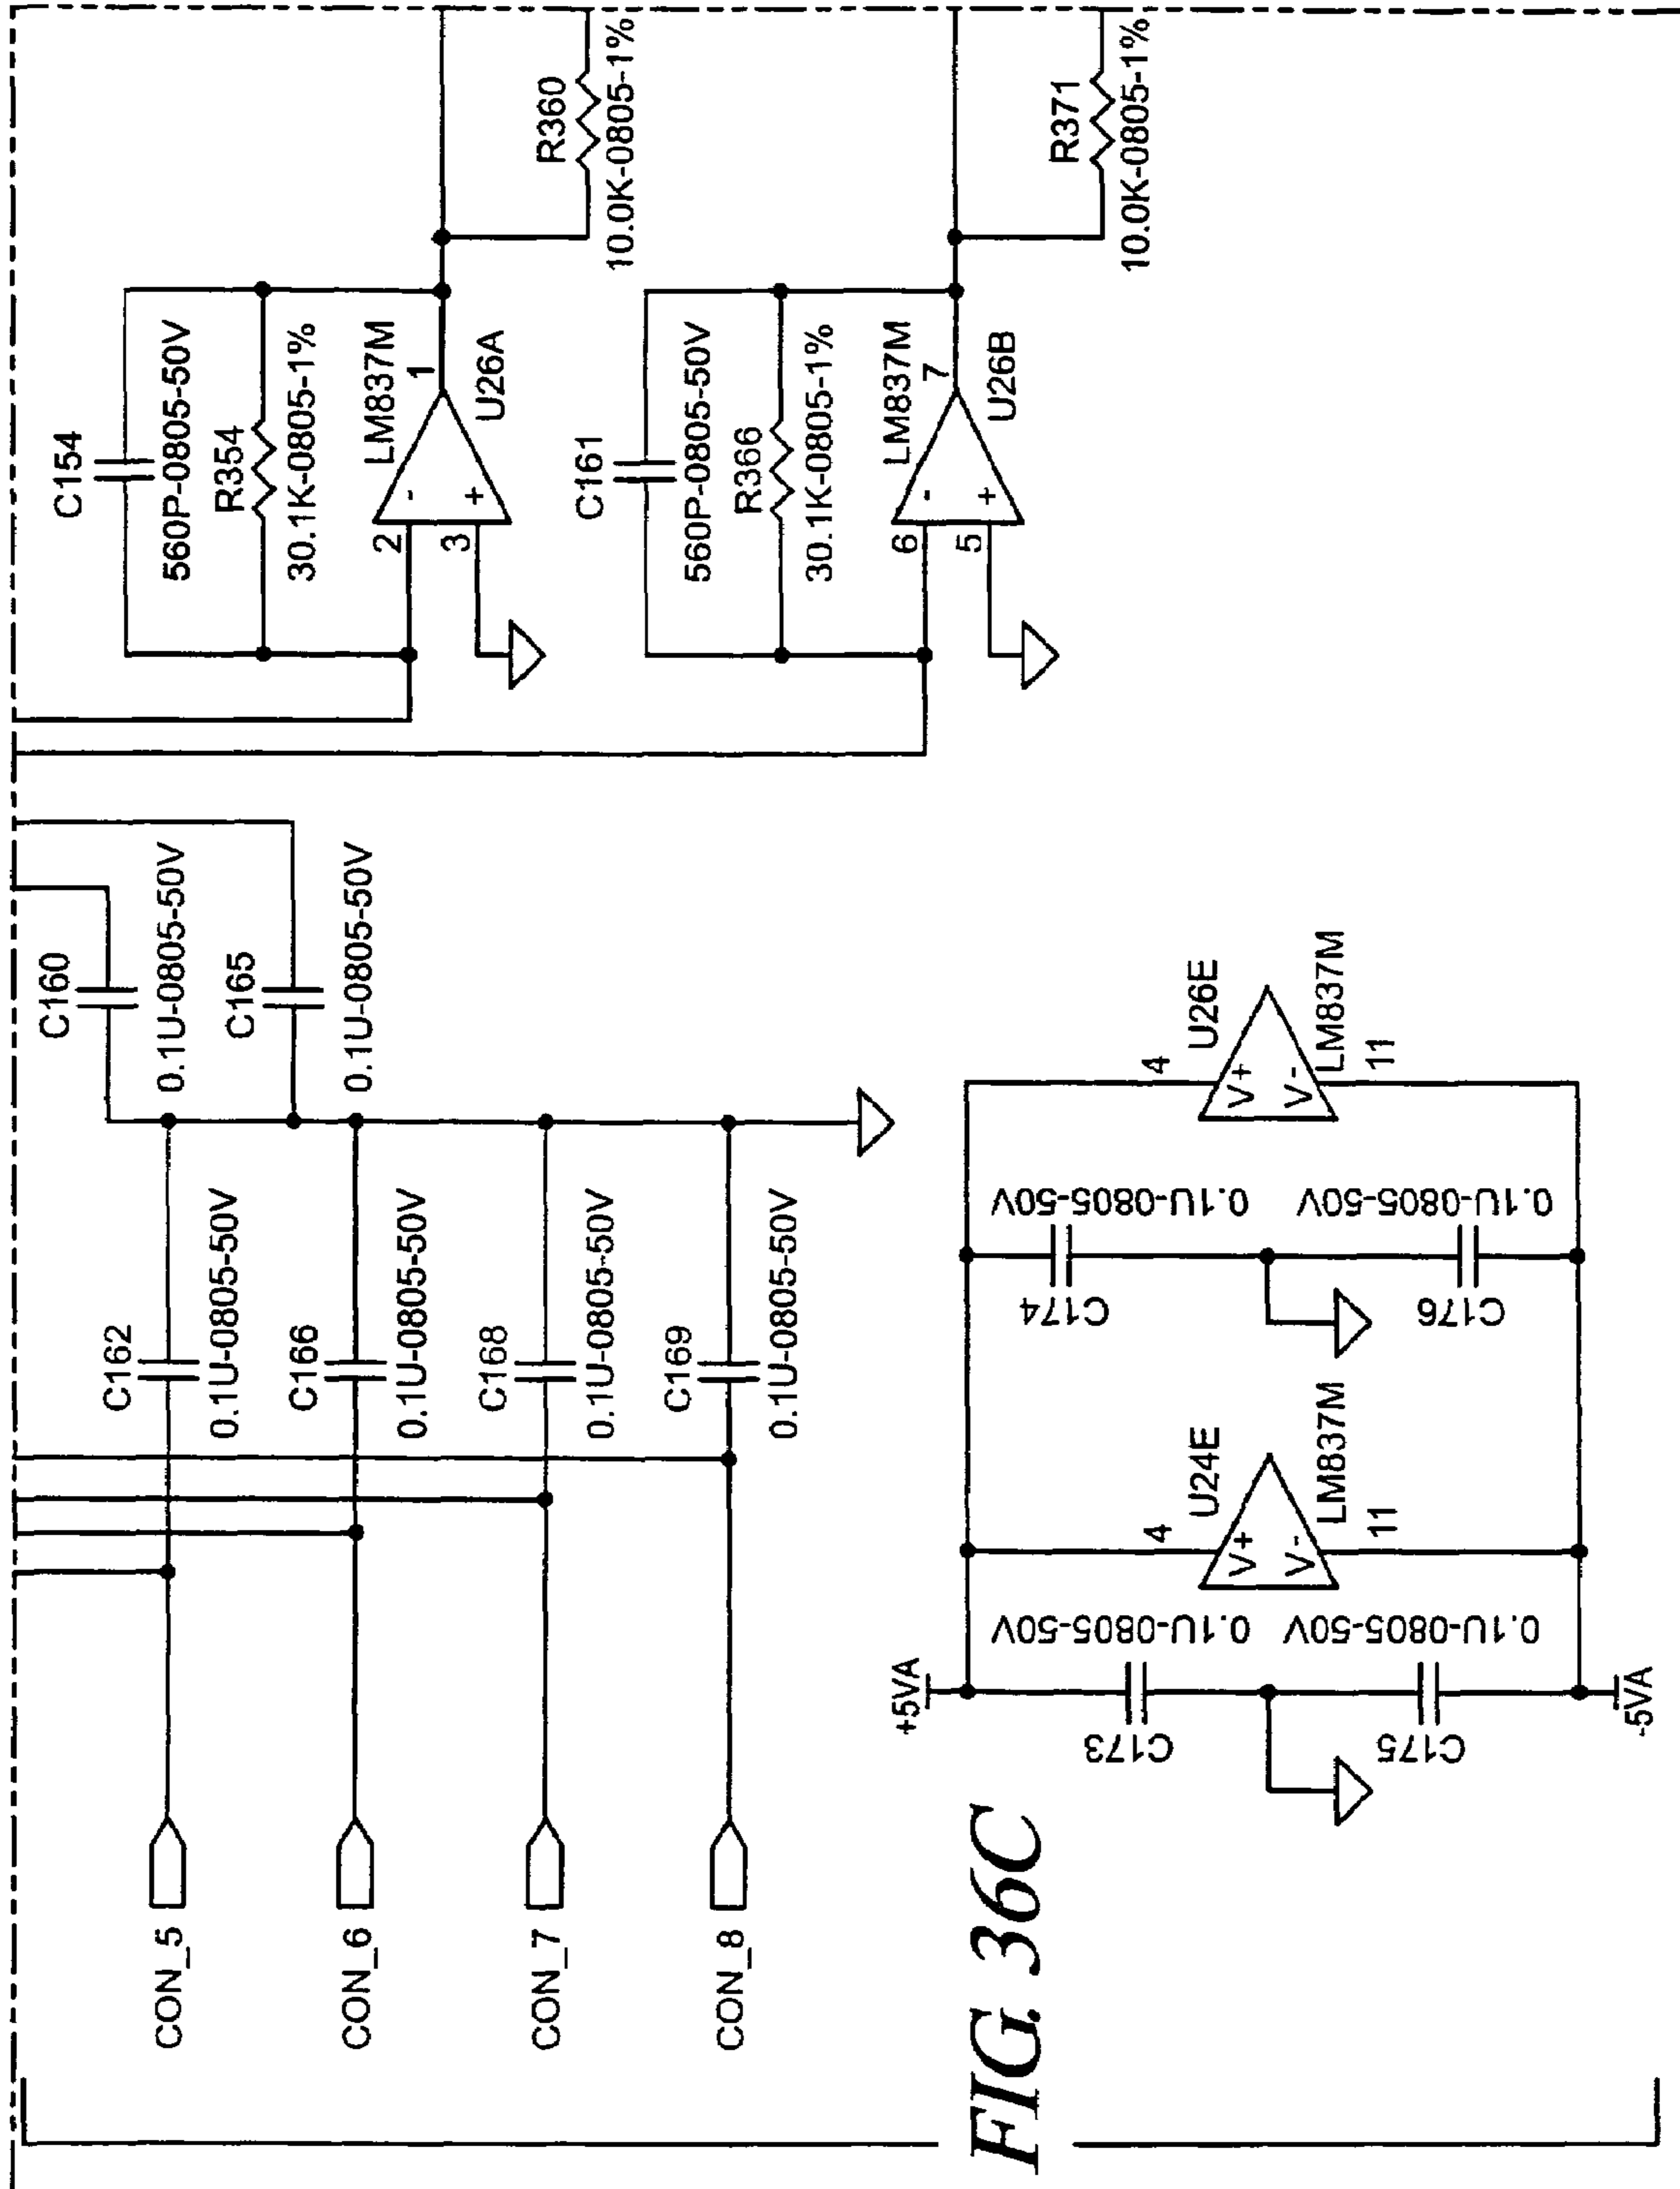 C154
560P-0805-50V
R354
30.1K-0805-1%
LM837M
2
3
-
+
1
U26A
R360
10.0K-0805-1%
C161
560P-0805-50V
R366
30.1K-0805-1%
LM837M
6
5
-
+
7
U26B
R371
10.0K-0805-1%
C160
0.1U-0805-50V
C165
0.1U-0805-50V
CON_5
C162
0.1U-0805-50V
CON_6
C166
0.1U-0805-50V
CON_7
C168
0.1U-0805-50V
CON_8
C169
0.1U-0805-50V
+5VA
C173
0.1U-0805-50V
C175
0.1U-0805-50V
-5VA
4
U24E
V+
V-
LM837M
11
C174
0.1U-0805-50V
C176
0.1U-0805-50V
4
U26E
V+
V-
LM837M
11
FIG. 36C